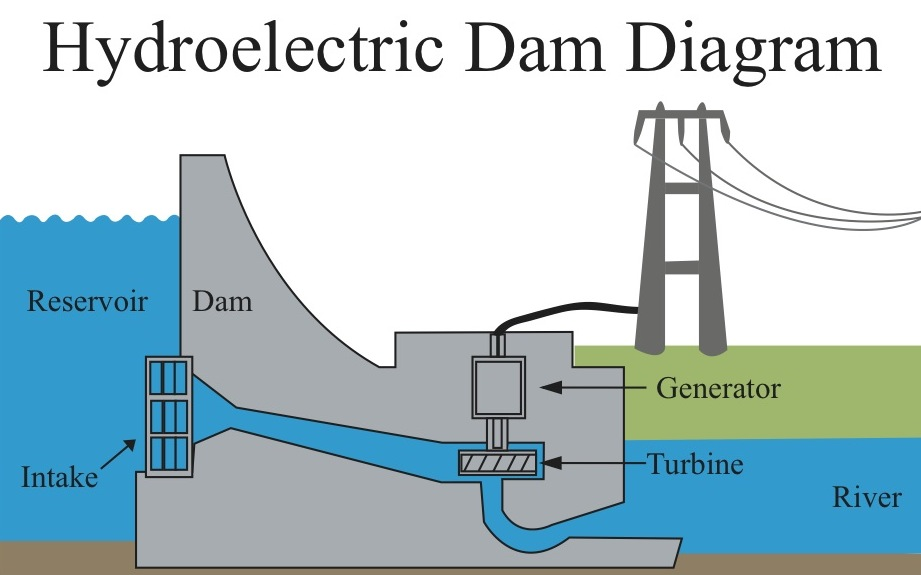 Hydroelectric Dam Diagram
Reservoir
Dam
Generator
Intake
Turbine
River